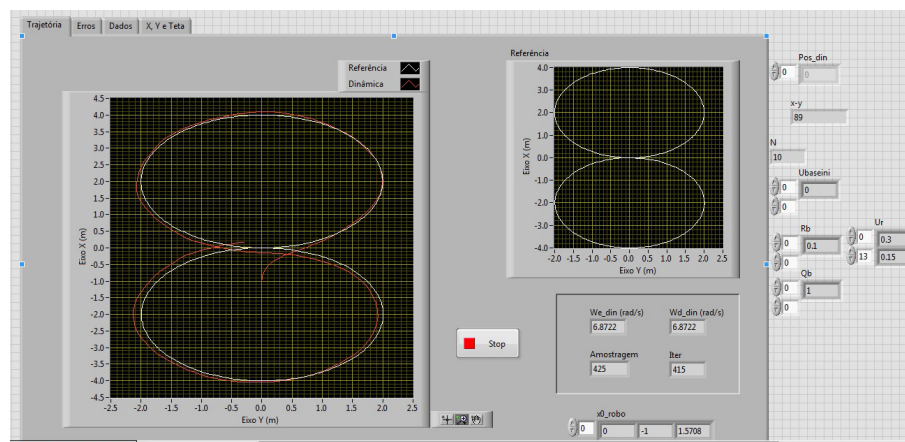 Trajetória Erros Dados X, Y e Teta
Referência
Dinâmica
4.5
4.0
3.5
3.0
2.5
2.0
1.5
1.0
0.5
0.0
-0.5
-1.0
-1.5
-2.0
-2.5
-3.0
-3.5
-4.0
-4.5
Eixo X (m)
-2.5 -2.0 -1.5 -1.0 -0.5 0.0 0.5 1.0 1.5 2.0 2.5
Eixo Y (m)
Referência
4.0
3.0
2.0
1.0
0.0
-1.0
-2.0
-3.0
-4.0
Eixo X (m)
-2.0 -1.5 -1.0 -0.5 0.0 0.5 1.0 1.5 2.0 2.5
Eixo Y (m)
Stop
We_din (rad/s) Wd_din (rad/s)
6.8722 6.8722
Amostragem Iter
425 415
x0_robo
0 0 -1 1.5708
Pos_din
0 0
x-y
89
N
10
Ubaseini
0 0
0
Rb
0 0.1
0
Ur
0 0.3
13 0.15
Qb
0 1
0